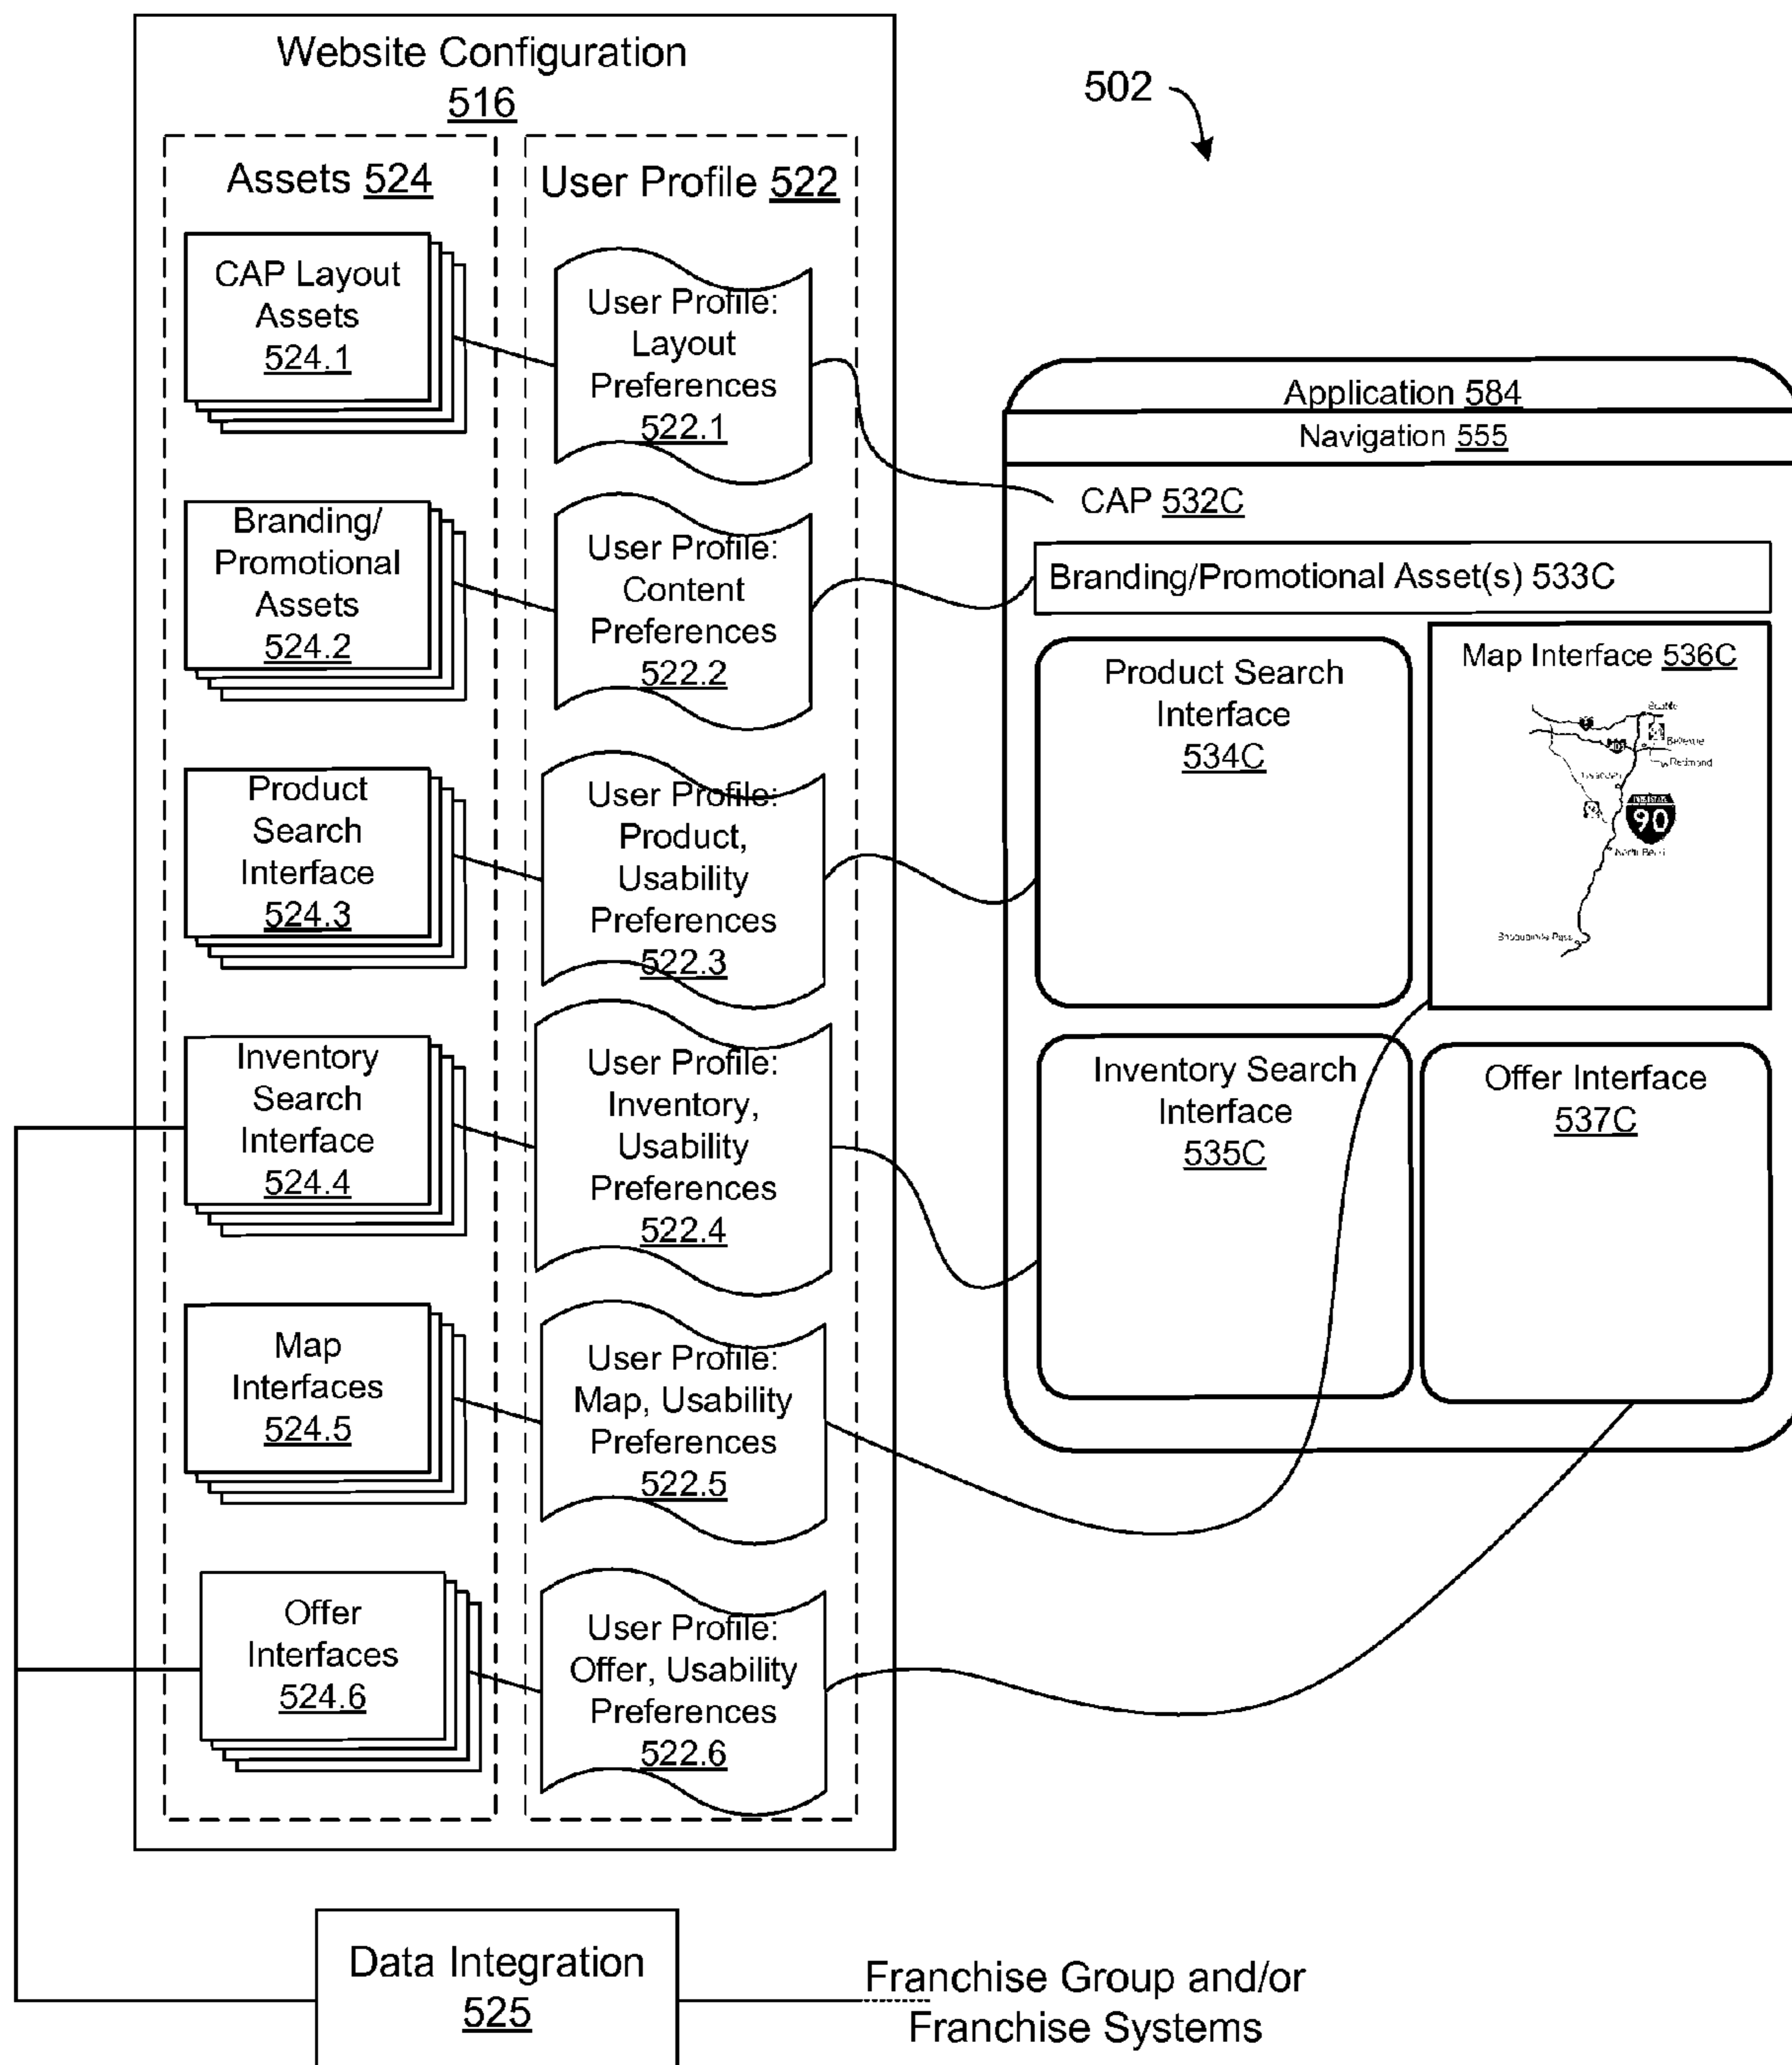 Website Configuration
516
502
Assets 524
User Profile 522
CAP Layout
Assets
524.1
User Profile:
Layout
Preferences
522.1
Branding/
Promotional
Assets
524.2
User Profile:
Content
Preferences
522.2
Product
Search
Interface
524.3
User Profile:
Product,
Usability
Preferences
522.3
Inventory
Search
Interface
524.4
User Profile:
Inventory,
Usability
Preferences
522.4
Map
Interfaces
524.5
User Profile:
Map, Usability
Preferences
522.5
Offer
Interfaces
524.6
User Profile:
Offer, Usability
Preferences
522.6
Application 584
Navigation 555
CAP 532C
Branding/Promotional Asset(s) 533C
Product Search
Interface
534C
Map Interface 536C
Seattle
Bellevue
Redmond
90
North Bend
Inventory Search
Interface
535C
Offer Interface
537C
Data Integration
525
Franchise Group and/or
Franchise Systems